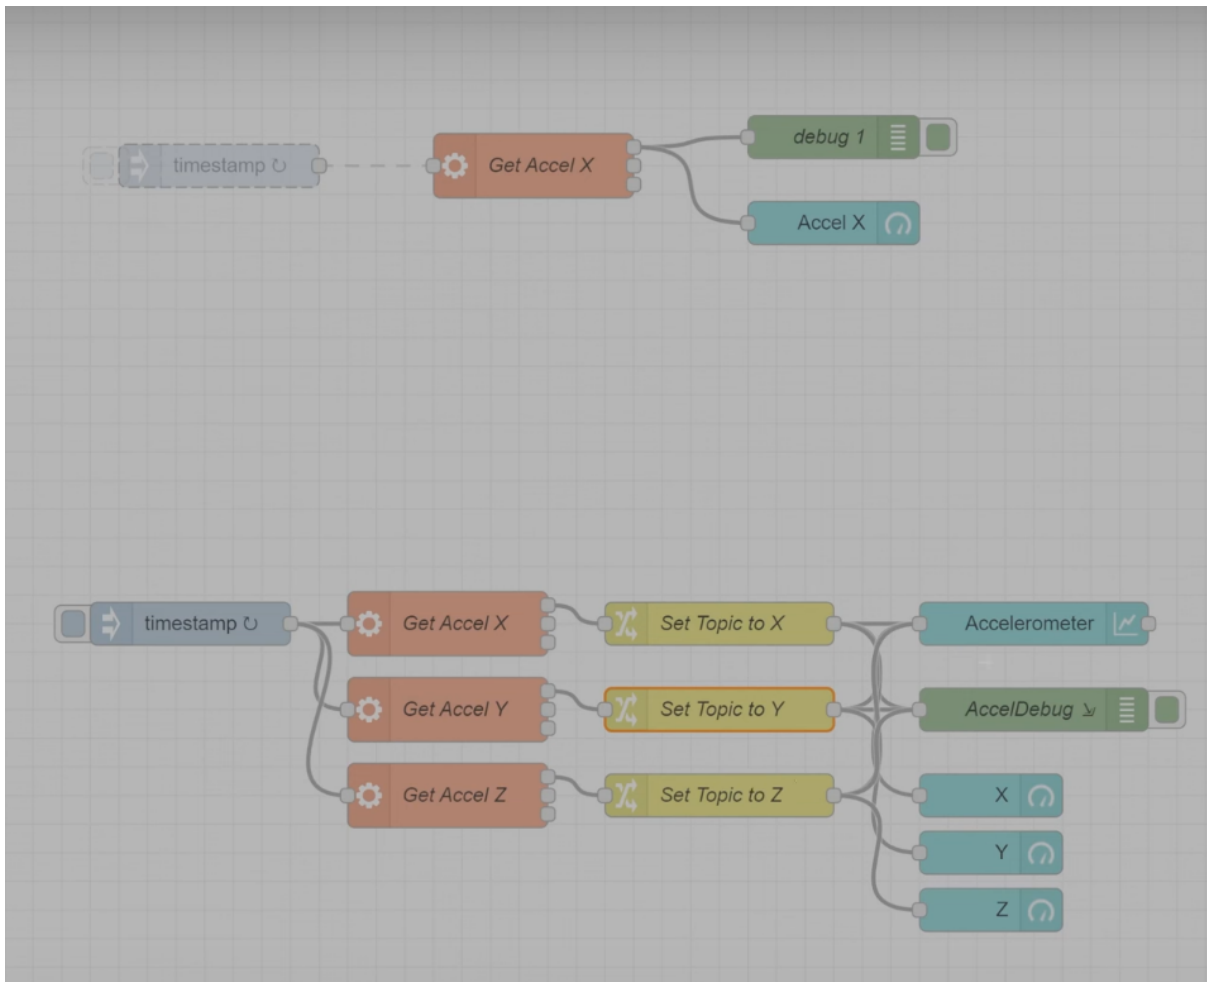 debug 1
timestamp ↻
Get Accel X
Accel X
timestamp ↻
Get Accel X
Set Topic to X
Accelerometer
Get Accel Y
Set Topic to Y
AccelDebug ⇲
Get Accel Z
Set Topic to Z
X
Y
Z